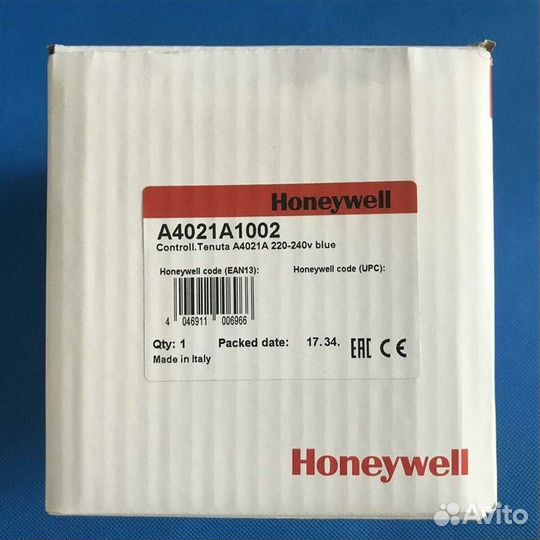 Honeywell
A4021A1002
Controll.Tenuta A4021A 220-240v blue
Honeywell code (EAN13): Honeywell code (UPC):
4 046911 006966
Qty: 1 Packed date: 17.34.
Made in Italy
EAC CE
Honeywell
Avito